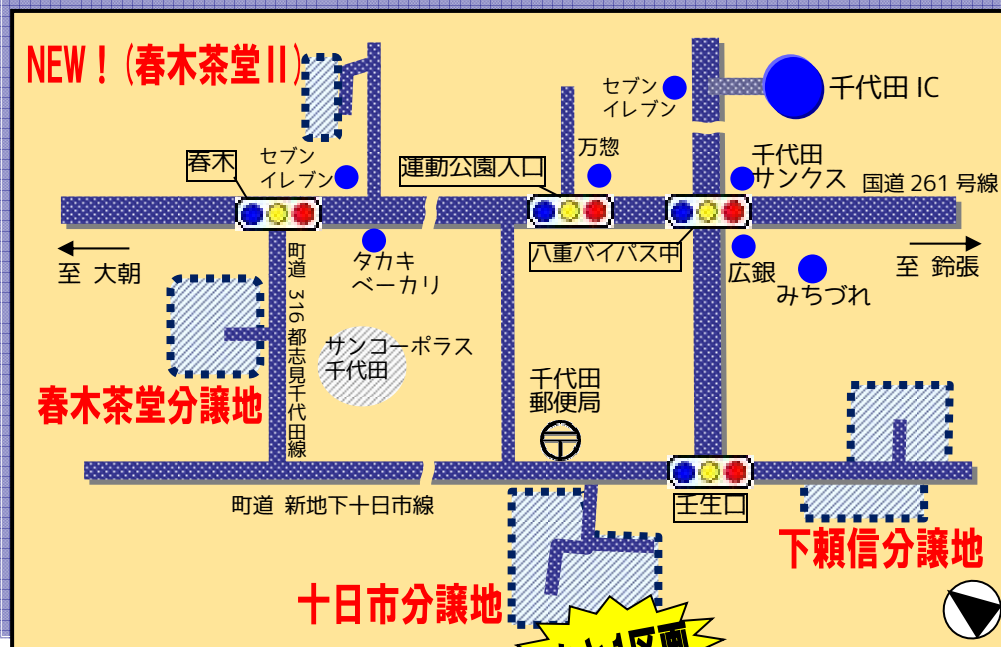 NEW！（春木茶堂Ⅱ）
セブン
イレブン
千代田 IC
春木
セブン
イレブン
運動公園入口
万惣
千代田
サンクス
国道 261 号線
至 大朝
タカキ
ベーカリ
八重バイパス中
広銀
みちづれ
至 鈴張
町道 316 都志見千代田線
サンコーポラス
千代田
千代田
郵便局
春木茶堂分譲地
町道 新地下十日市線
壬生口
下頼信分譲地
十日市分譲地
区画